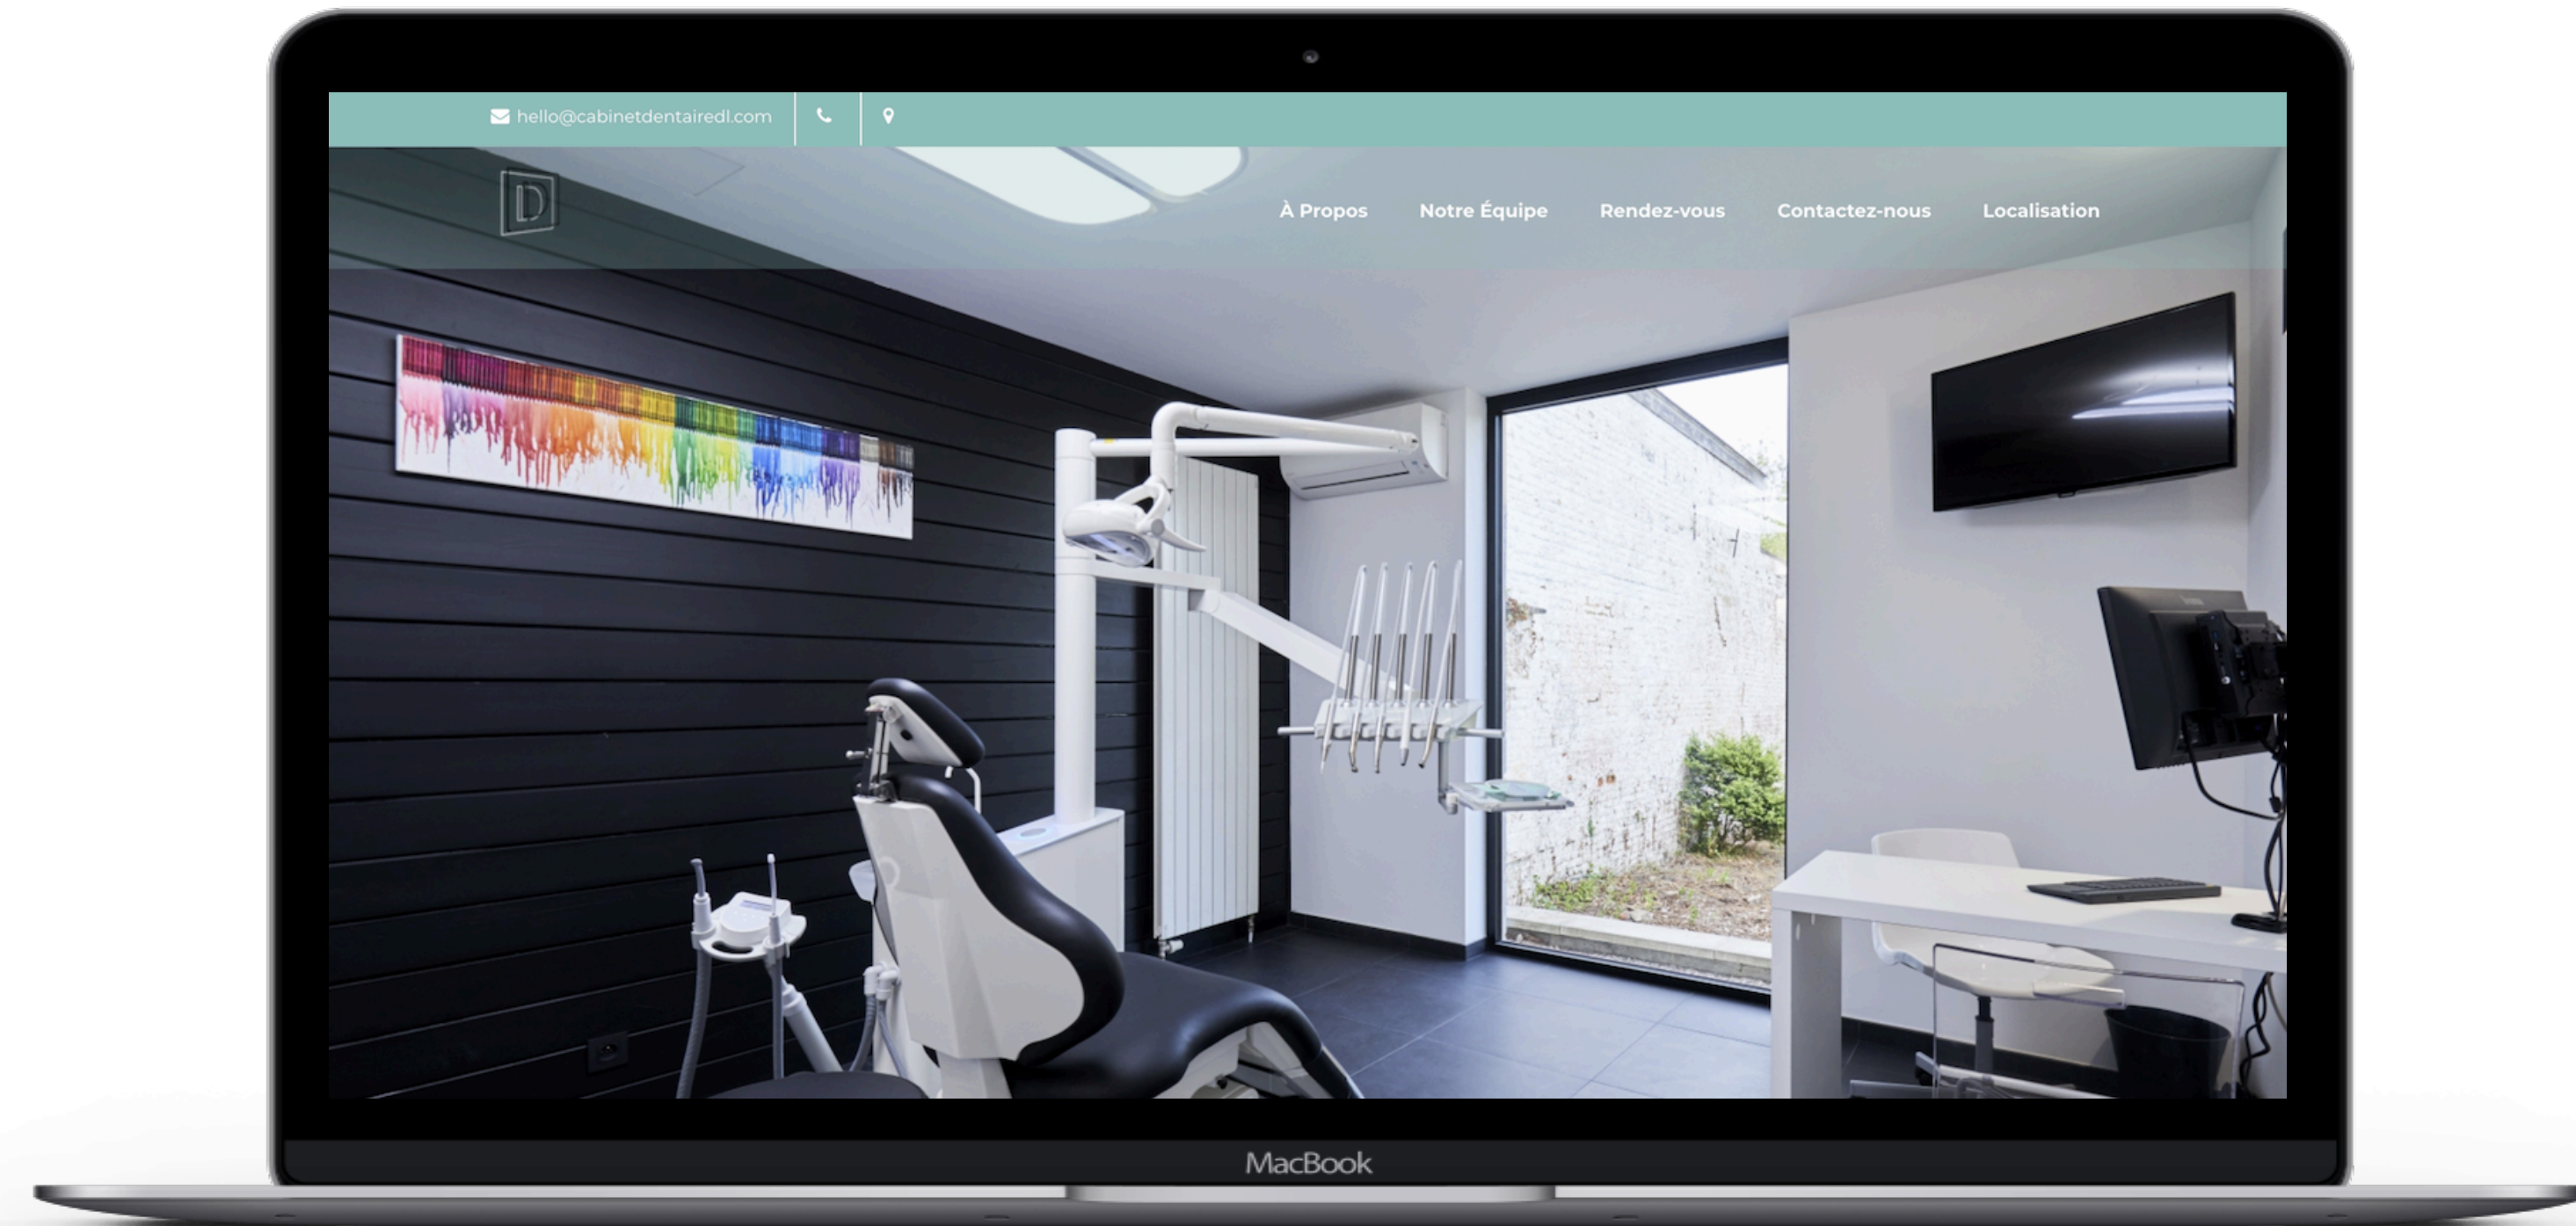 hello@cabinetdentairedl.com
D
À Propos Notre Équipe Rendez-vous Contactez-nous Localisation
MacBook